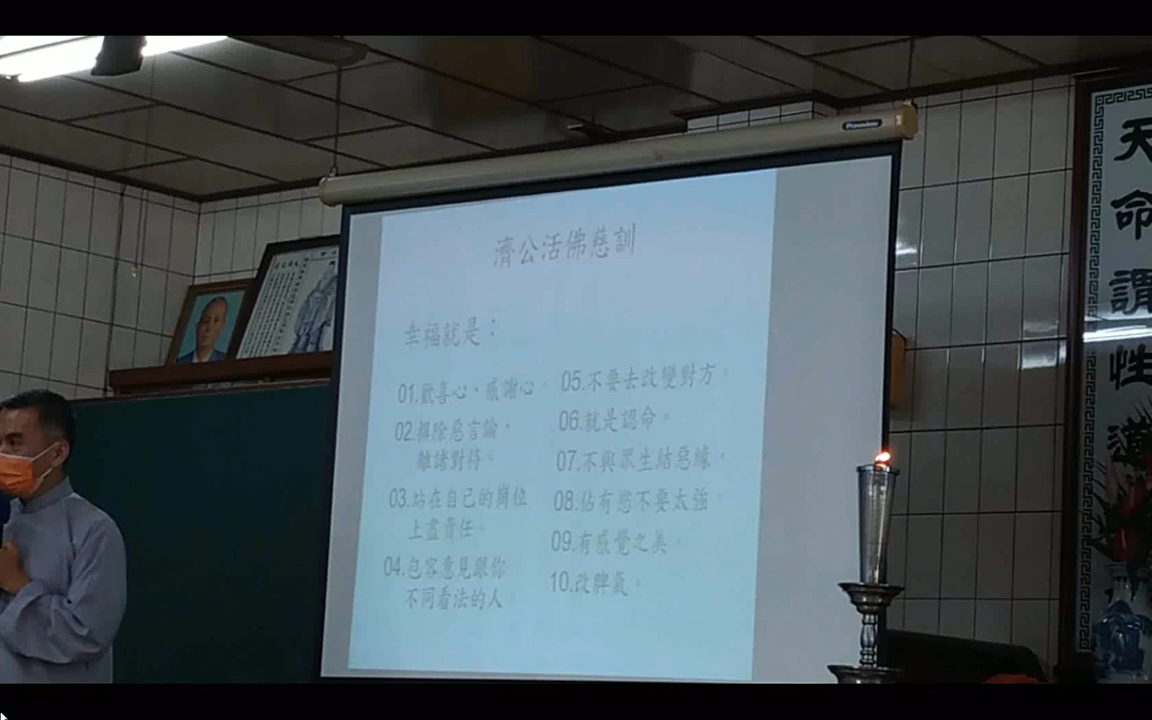 濟公活佛慈訓
幸福就是：
01.歡喜心、感謝心。
02.摒除惡言論，
離諸對待。
03.站在自己的崗位
上盡責任。
04.包容意見跟你
不同看法的人。
05.不要去改變對方。
06.就是認命。
07.不與眾生結惡緣。
08.佔有慾不要太強。
09.有感覺之美。
10.改脾氣。
天命謂性道